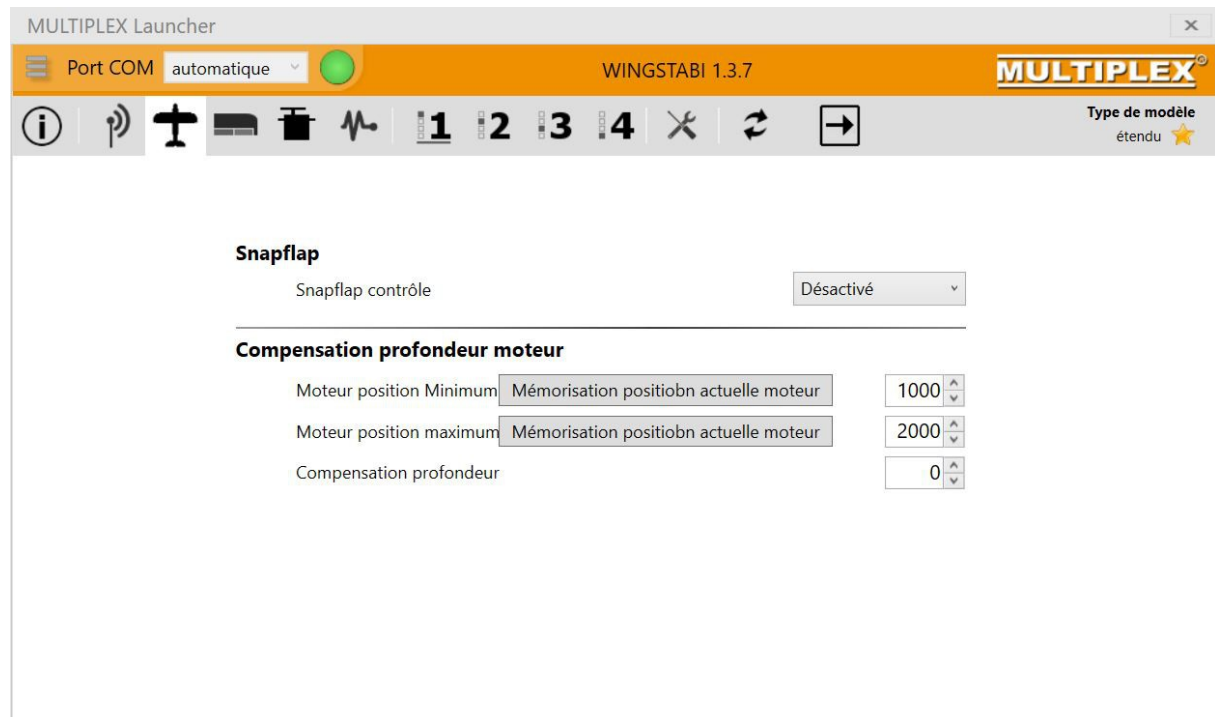 MULTIPLEX Launcher
Port COM automatique WINGSTABI 1.3.7 MULTIPLEX®
1 2 3 4 Type de modèle
étendu
Snapflap
Snapflap contrôle Désactivé
Compensation profondeur moteur
Moteur position Minimum Mémorisation positiobn actuelle moteur 1000
Moteur position maximum Mémorisation positiobn actuelle moteur 2000
Compensation profondeur 0